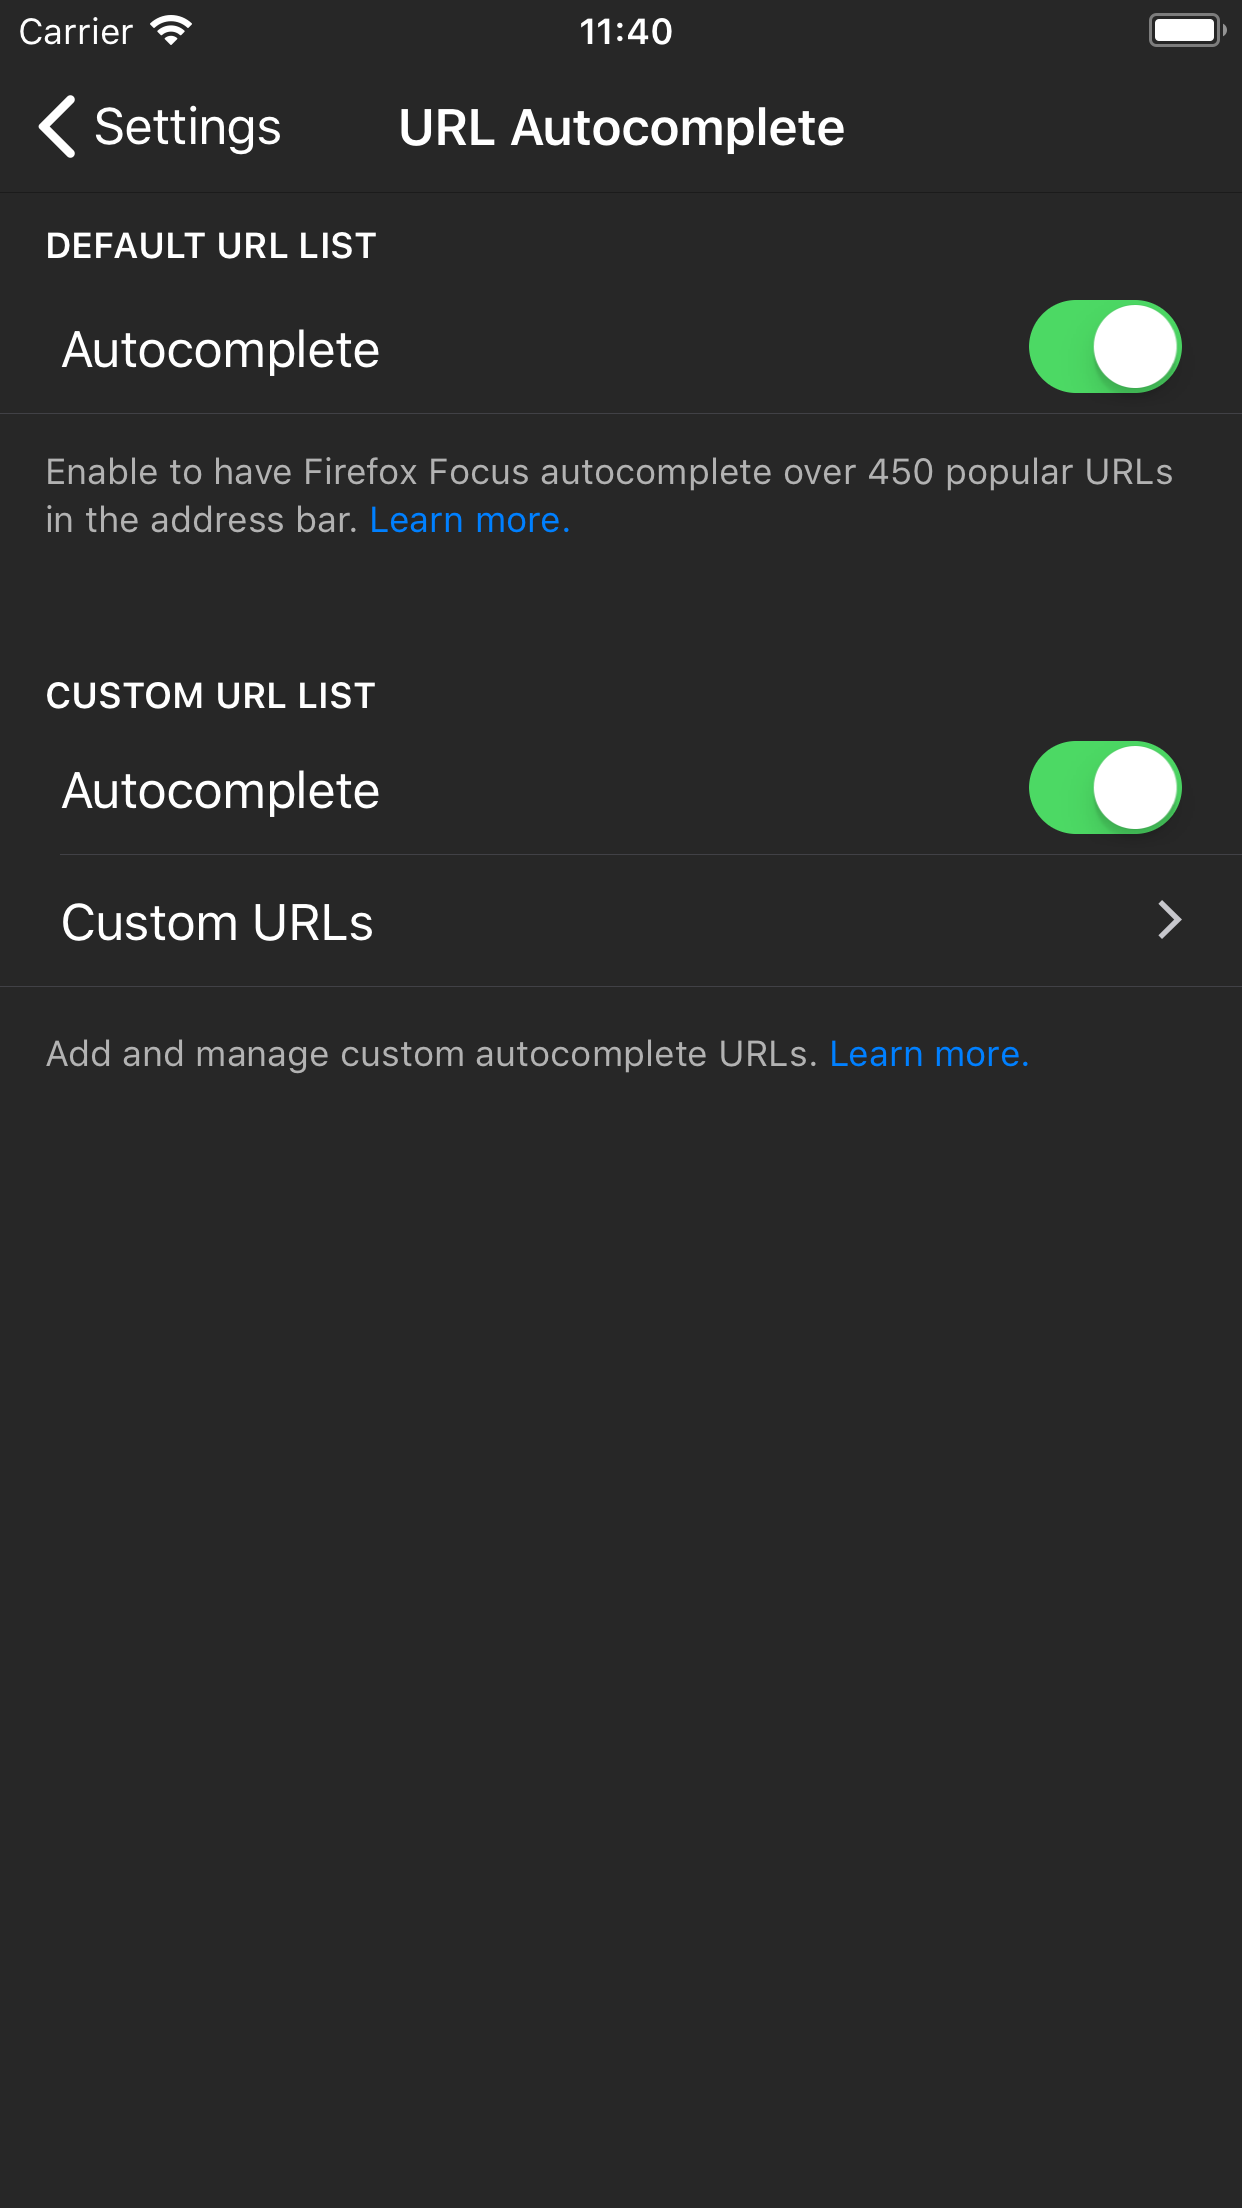 Carrier 11:40
Settings URL Autocomplete
DEFAULT URL LIST
Autocomplete
Enable to have Firefox Focus autocomplete over 450 popular URLs
in the address bar. Learn more.
CUSTOM URL LIST
Autocomplete
Custom URLs
Add and manage custom autocomplete URLs. Learn more.